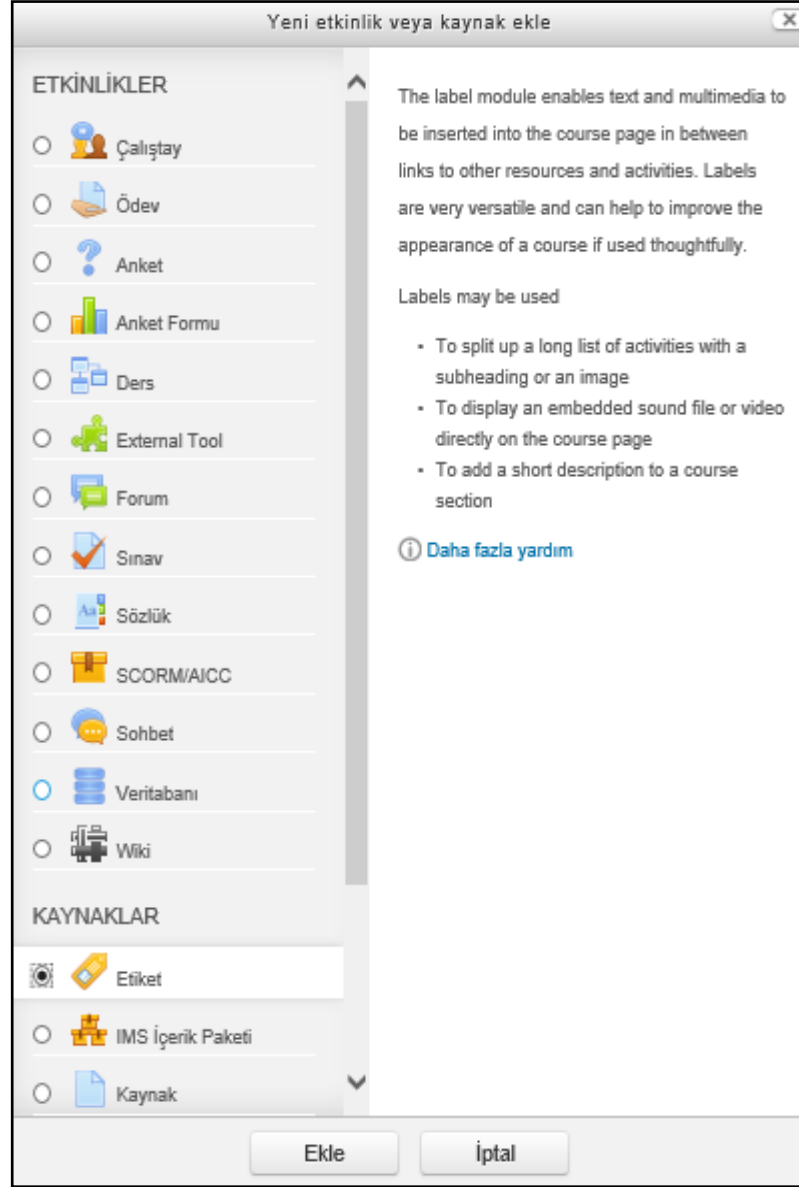 Yeni etkinlik veya kaynak ekle
ETKİNLİKLER
Çalıştay
Ödev
Anket
Anket Formu
Ders
External Tool
Forum
Sınav
Sözlük
SCORM/AICC
Sohbet
Veritabanı
Wiki
KAYNAKLAR
Etiket
IMS İçerik Paketi
Kaynak
The label module enables text and multimedia to
be inserted into the course page in between
links to other resources and activities. Labels
are very versatile and can help to improve the
appearance of a course if used thoughtfully.
Labels may be used
▪ To split up a long list of activities with a
subheading or an image
▪ To display an embedded sound file or video
directly on the course page
▪ To add a short description to a course
section
Daha fazla yardım
Ekle
İptal